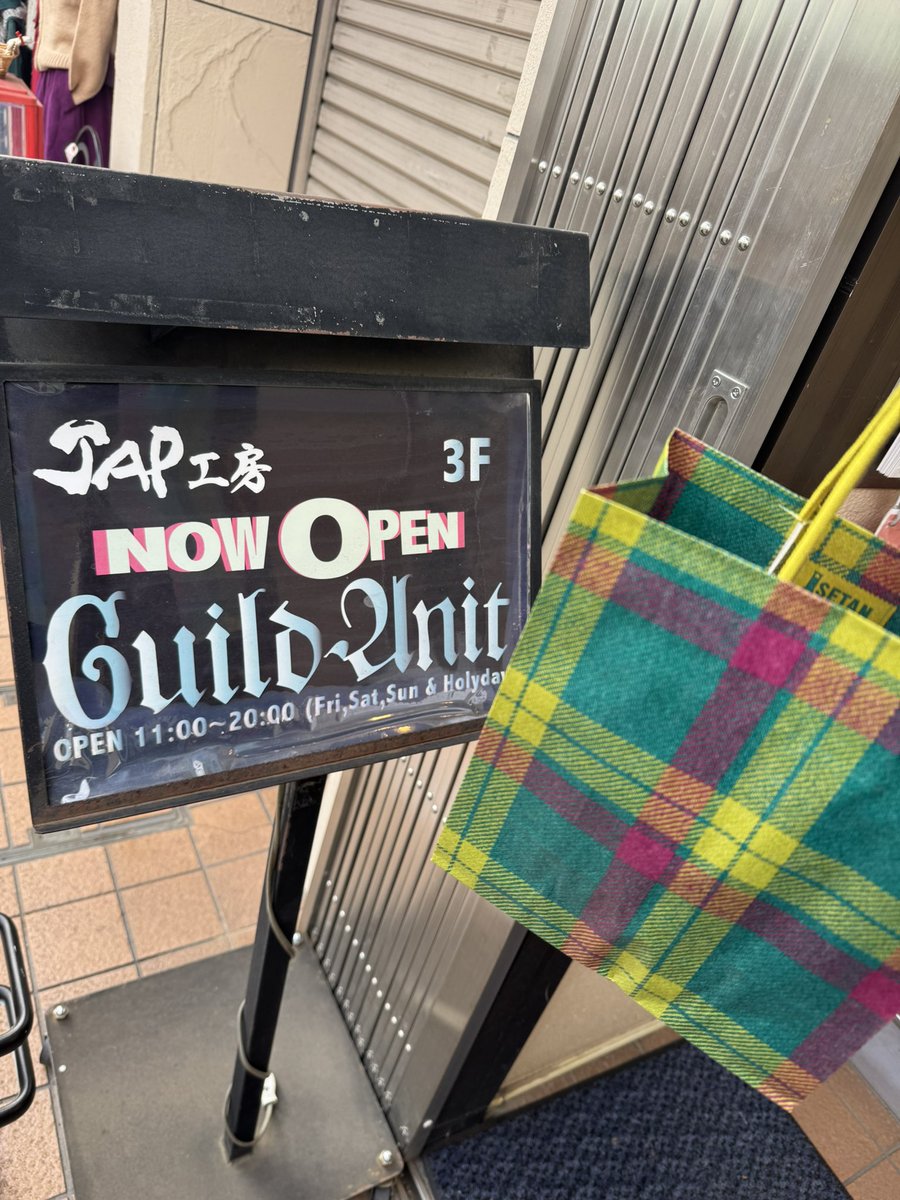 JAP工房
3F
NOW OPEN
Guild-Unit
OPEN 11:00~20:00 (Fri,Sat,Sun & Holyday
ISETAN